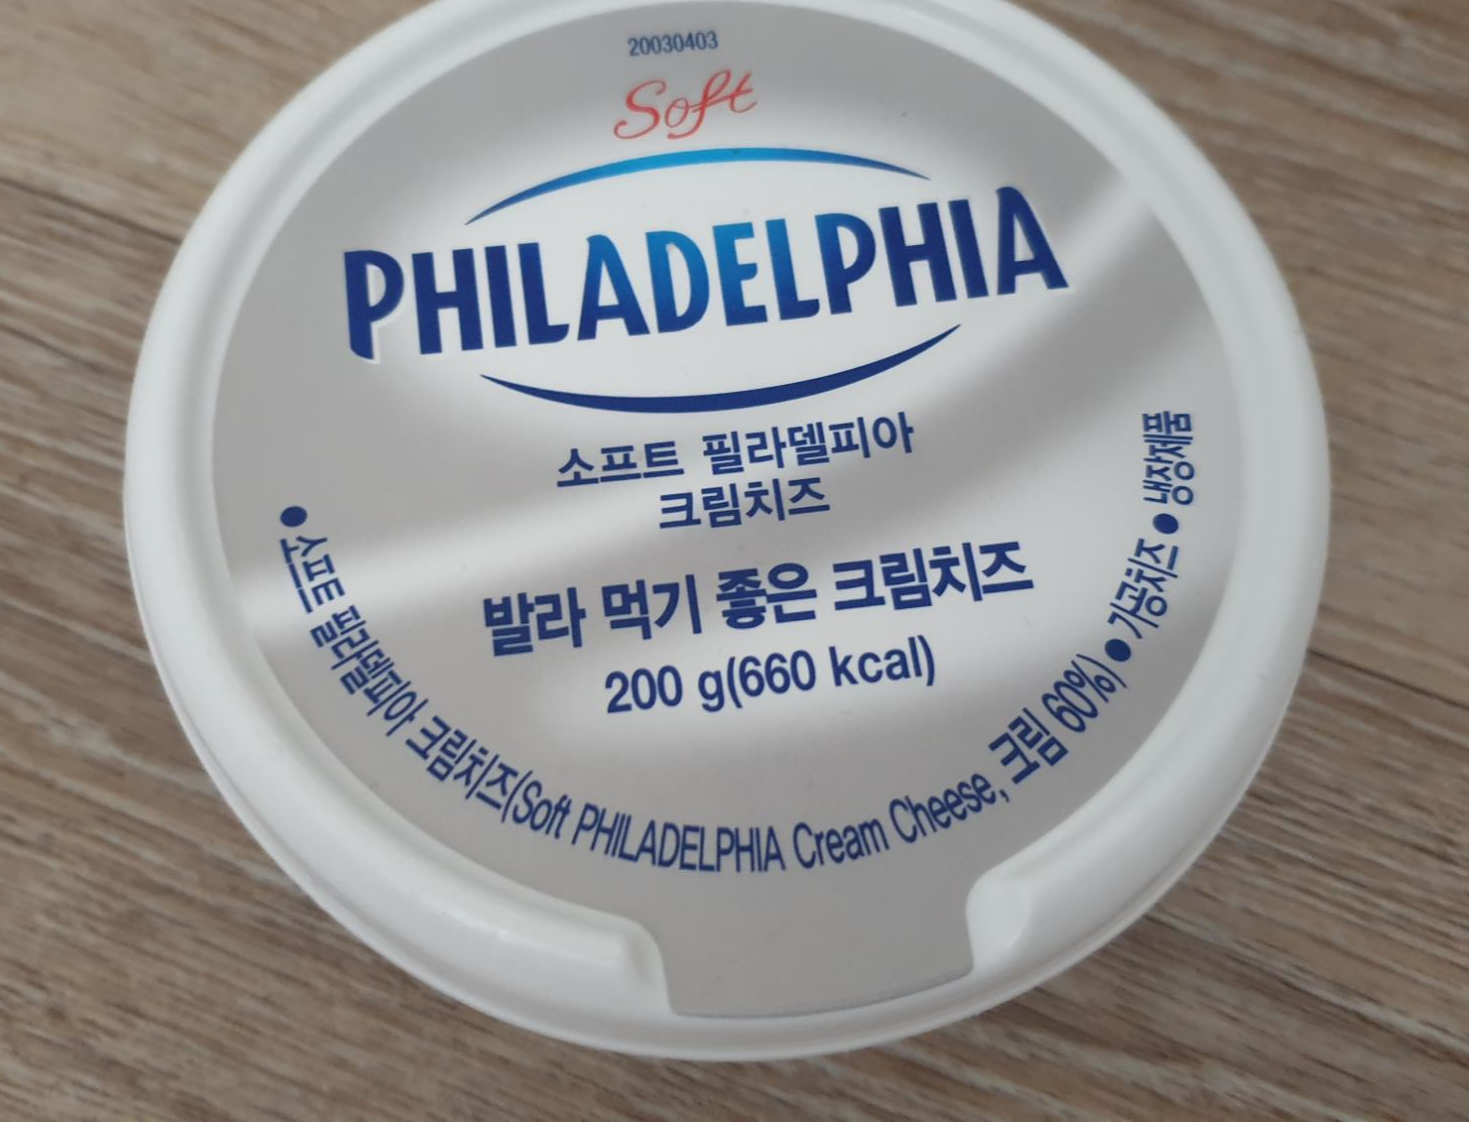 20030403
Soft
PHILADELPHIA
소프트 필라델피아
크림치즈
발라 먹기 좋은 크림치즈
200 g(660 kcal)
● 소프트 필라델피아 크림치즈(Soft PHILADELPHIA Cream Cheese, 크림 60%) ● 가공치즈 ● 냉장제품